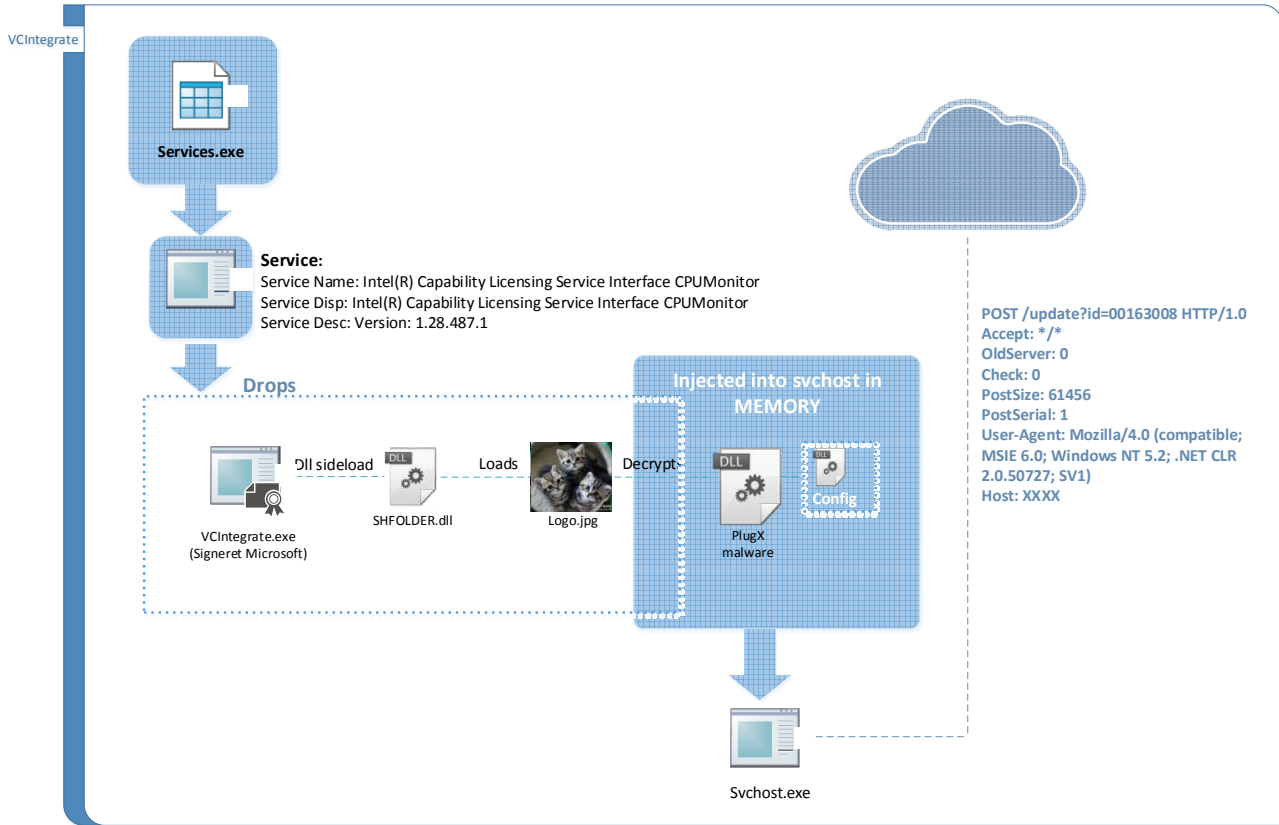 VCIntegrate
Services.exe
Service:
Service Name: Intel(R) Capability Licensing Service Interface CPUMonitor
Service Disp: Intel(R) Capability Licensing Service Interface CPUMonitor
Service Desc: Version: 1.28.487.1
Drops
Injected into svchost in
MEMORY
Dll sideload
Loads
Decrypt
DLL
DLL
DLL
Config
VCIntegrate.exe
(Signeret Microsoft)
SHFOLDER.dll
Logo.jpg
PlugX
malware
Svchost.exe
POST /update?id=00163008 HTTP/1.0
Accept: */*
OldServer: 0
Check: 0
PostSize: 61456
PostSerial: 1
User-Agent: Mozilla/4.0 (compatible;
MSIE 6.0; Windows NT 5.2; .NET CLR
2.0.50727; SV1)
Host: XXXX